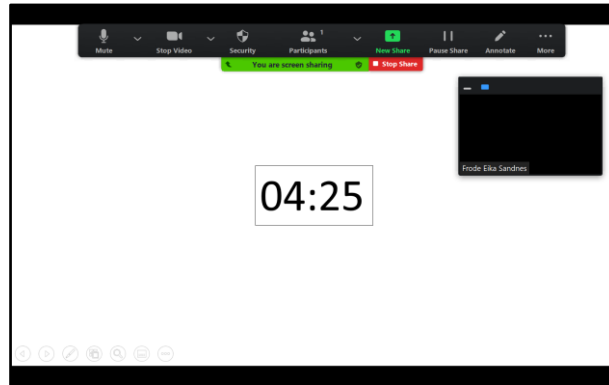 1
Mute Stop Video Security Participants New Share Pause Share Annotate More
You are screen sharing Stop Share
Frode Eika Sandnes
04:25